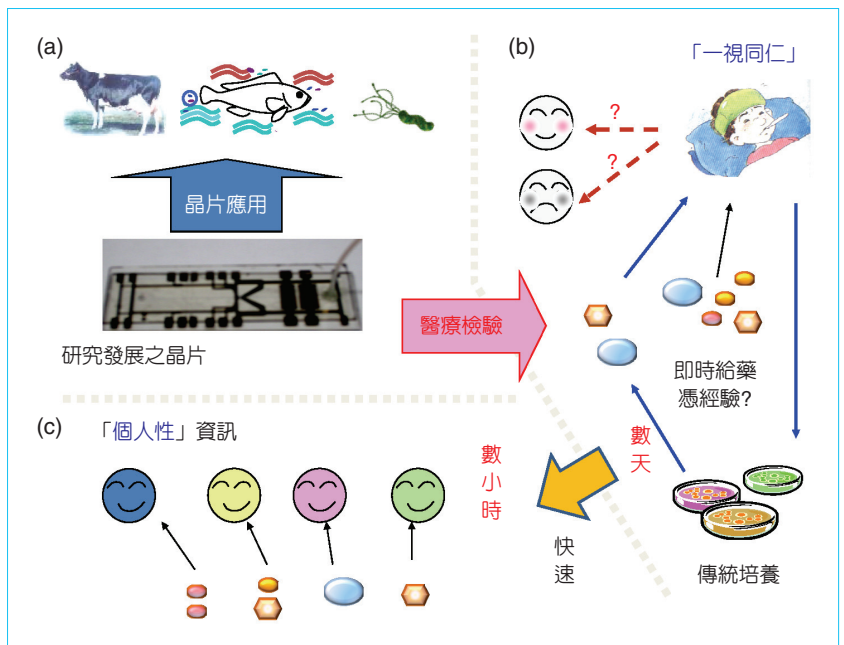 (a)
晶片應用
研究發展之晶片
(b)
「一視同仁」
?
?
醫療檢驗
即時給藥
憑經驗?
數天
傳統培養
(c)
「個人性」資訊
數小時
快速